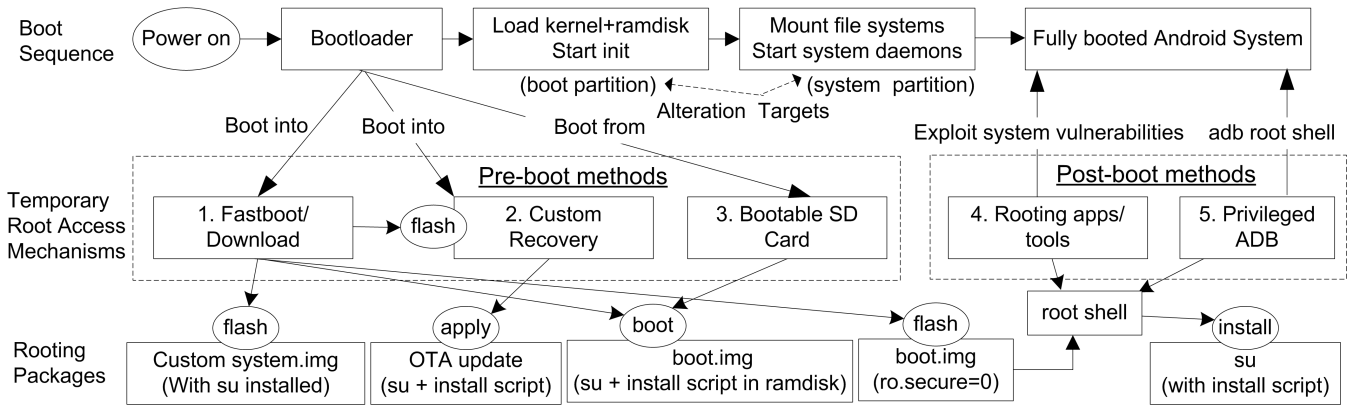 Boot
Sequence
Power on
Bootloader
Load kernel+ramdisk
Start init
Mount file systems
Start system daemons
Fully booted Android System
(boot partition)
(system partition)
Alteration Targets
Boot into
Boot into
Boot from
Exploit system vulnerabilities
adb root shell
Temporary
Root Access
Mechanisms
Pre-boot methods
Post-boot methods
1. Fastboot/
Download
flash
2. Custom
Recovery
3. Bootable SD
Card
4. Rooting apps/
tools
5. Privileged
ADB
root shell
Rooting
Packages
flash
Custom system.img
(With su installed)
apply
OTA update
(su + install script)
boot
boot.img
(su + install script in ramdisk)
flash
boot.img
(ro.secure=0)
install
su
(with install script)